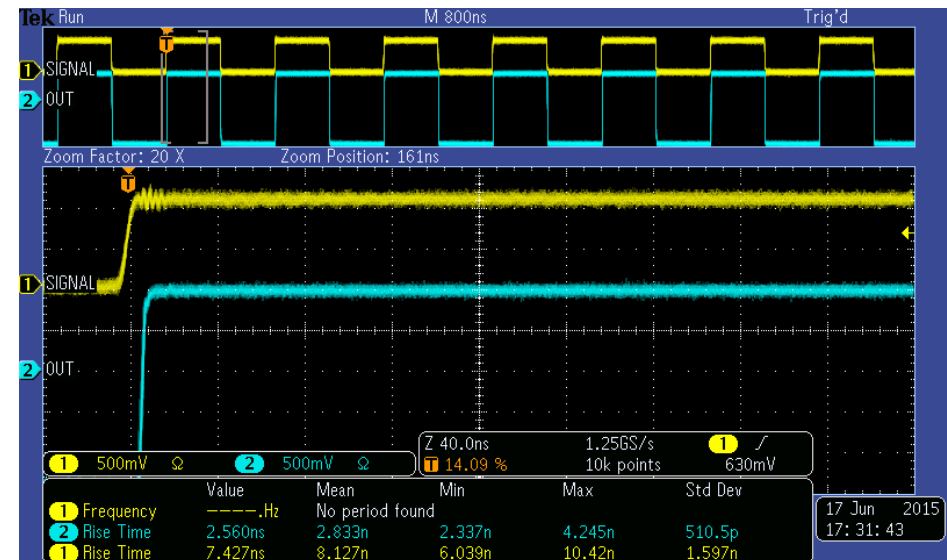 Tek Run M 800ns Trig'd
1 SIGNAL
2 OUT
T
Zoom Factor: 20 X Zoom Position: 161ns
T
1 SIGNAL
2 OUT
Z 40.0ns 1.25GS/s 1
1 500mV Ω 2 500mV Ω T 14.09 % 10k points 630mV
Value Mean Min Max Std Dev
1 Frequency ----.Hz No period found
2 Rise Time 2.560ns 2.833n 2.337n 4.245n 510.5p
1 Rise Time 7.427ns 8.127n 6.039n 10.42n 1.597n
17 Jun 2015
17:31:43